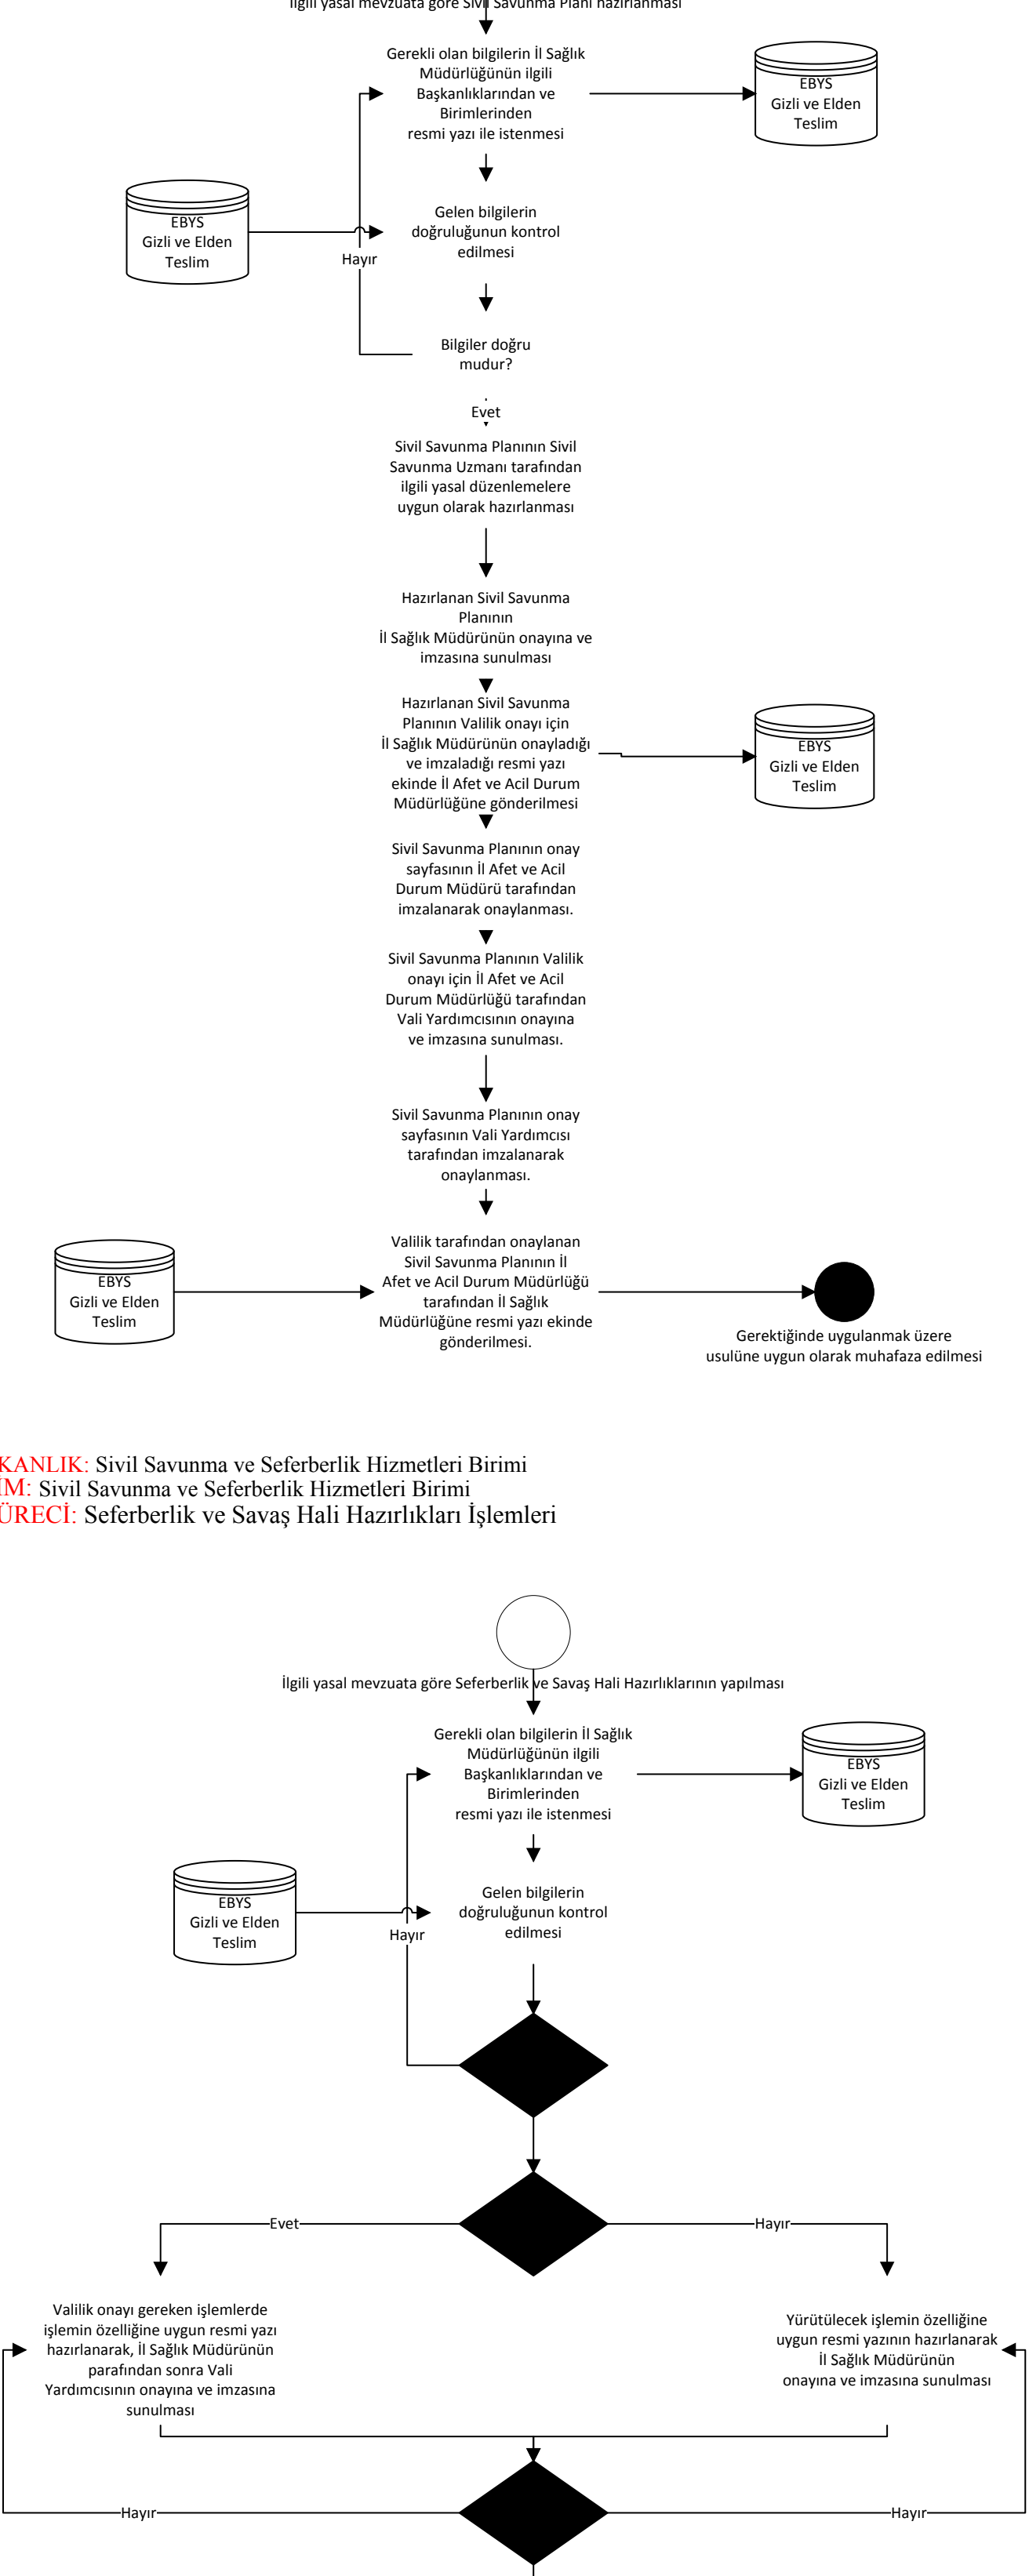 İlgili yasal mevzuata göre Sivil Savunma Planı hazırlanması
Gerekli olan bilgilerin İl Sağlık
Müdürlüğünün ilgili
Başkanlıklarından ve
Birimlerinden
resmi yazı ile istenmesi
EBYS
Gizli ve Elden
Teslim
EBYS
Gizli ve Elden
Teslim
Gelen bilgilerin
doğruluğunun kontrol
edilmesi
Hayır
Bilgiler doğru
mudur?
Evet
Sivil Savunma Planının Sivil
Savunma Uzmanı tarafından
ilgili yasal düzenlemelere
uygun olarak hazırlanması
Hazırlanan Sivil Savunma
Planının
İl Sağlık Müdürünün onayına ve
imzasına sunulması
Hazırlanan Sivil Savunma
Planının Valilik onayı için
İl Sağlık Müdürünün onayladığı
ve imzaladığı resmi yazı
ekinde İl Afet ve Acil Durum
Müdürlüğüne gönderilmesi
EBYS
Gizli ve Elden
Teslim
Sivil Savunma Planının onay
sayfasının İl Afet ve Acil
Durum Müdürü tarafından
imzalanarak onaylanması.
Sivil Savunma Planının Valilik
onayı için İl Afet ve Acil
Durum Müdürlüğü tarafından
Vali Yardımcısının onayına
ve imzasına sunulması.
Sivil Savunma Planının onay
sayfasının Vali Yardımcısı
tarafından imzalanarak
onaylanması.
EBYS
Gizli ve Elden
Teslim
Valilik tarafından onaylanan
Sivil Savunma Planının İl
Afet ve Acil Durum Müdürlüğü
tarafından İl Sağlık
Müdürlüğüne resmi yazı ekinde
gönderilmesi.
Gerektiğinde uygulanmak üzere
usulüne uygun olarak muhafaza edilmesi
KANLIK: Sivil Savunma ve Seferberlik Hizmetleri Birimi
İM: Sivil Savunma ve Seferberlik Hizmetleri Birimi
ÜRECİ: Seferberlik ve Savaş Hali Hazırlıkları İşlemleri
İlgili yasal mevzuata göre Seferberlik ve Savaş Hali Hazırlıklarının yapılması
Gerekli olan bilgilerin İl Sağlık
Müdürlüğünün ilgili
Başkanlıklarından ve
Birimlerinden
resmi yazı ile istenmesi
EBYS
Gizli ve Elden
Teslim
EBYS
Gizli ve Elden
Teslim
Gelen bilgilerin
doğruluğunun kontrol
edilmesi
Hayır
Evet
Hayır
Valilik onayı gereken işlemlerde
işlemin özelliğine uygun resmi yazı
hazırlanarak, İl Sağlık Müdürünün
parafından sonra Vali
Yardımcısının onayına ve imzasına
sunulması
Yürütülecek işlemin özelliğine
uygun resmi yazının hazırlanarak
İl Sağlık Müdürünün
onayına ve imzasına sunulması
Hayır
Hayır